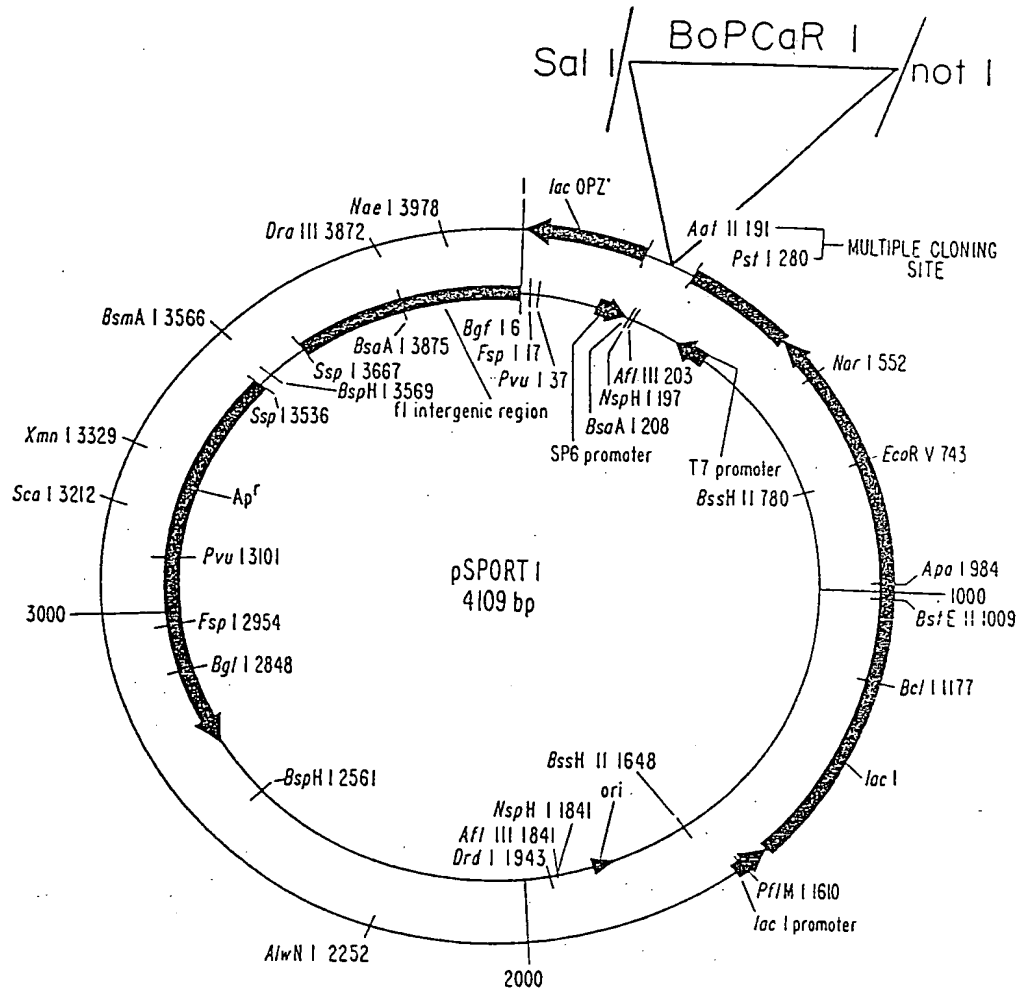 Sal I
BoPCaR 1
not 1
1
lac OPZ'
Nae I 3978
Dra III 3872
Aat II 191
Pst I 280
MULTIPLE CLONING
SITE
BsmA I 3566
BsaA I 3875
Ssp I 3667
BspH I 3569
Ssp I 3536
f1 intergenic region
Bgf I 6
Fsp I 17
Pvu I 37
SP6 promoter
Afl III 203
NspH I 197
BsaA I 208
T7 promoter
Nar I 552
EcoR V 743
BssH II 780
Xmn I 3329
Sca I 3212
Apʳ
Pvu I 3101
3000
Fsp I 2954
Bgl I 2848
pSPORT 1
4109 bp
Apa I 984
1000
BstE II 1009
Bcl I 1177
lac I
BspH I 2561
BssH II 1648
ori
NspH I 1841
Afl III 1841
Drd I 1943
PflM I 1610
lac I promoter
AlwN I 2252
2000